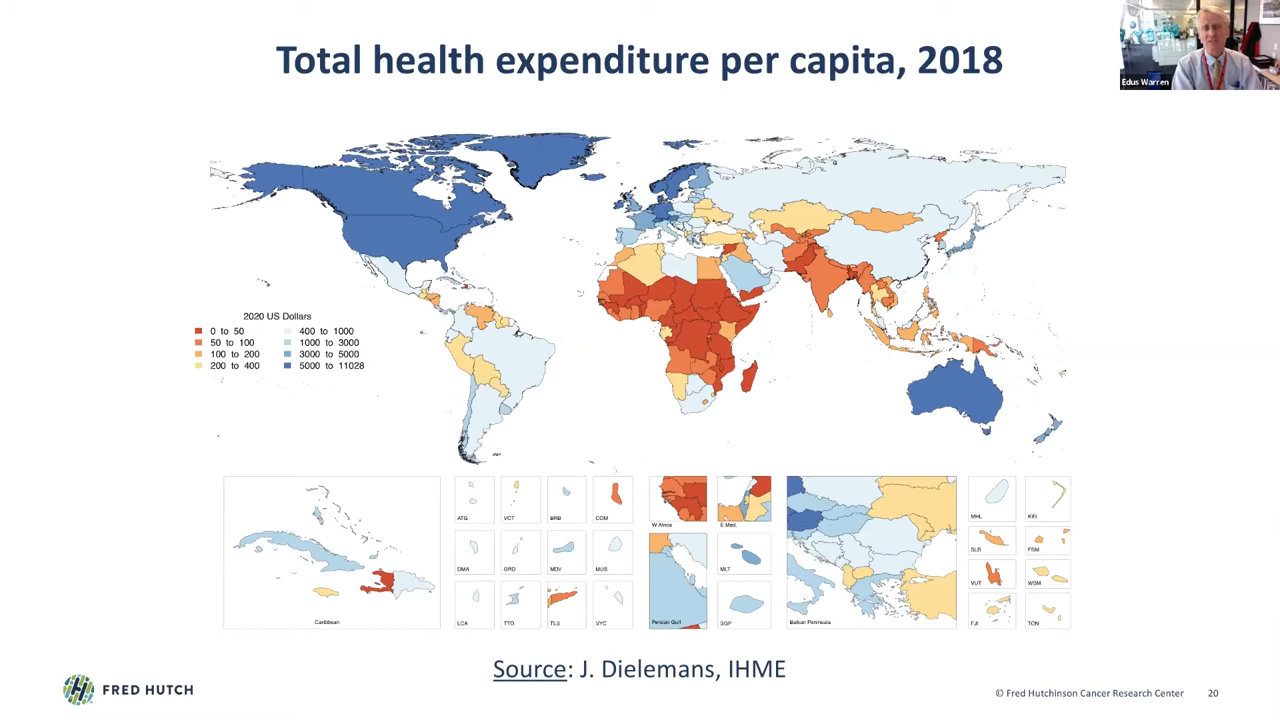 Total health expenditure per capita, 2018
Edus Warren
2020 US Dollars
0 to 50
50 to 100
100 to 200
200 to 400
400 to 1000
1000 to 3000
3000 to 5000
5000 to 11028
Caribbean
ATG
VCT
BRB
COM
DMA
GRD
MDV
MUS
LCA
TTO
TLS
SYC
W Africa
E Med.
Persian Gulf
MLT
SGP
Balkan Peninsula
MHL
KIR
SLB
FSM
VUT
WSM
FJI
TON
Source: J. Dielemans, IHME
FRED HUTCH
© Fred Hutchinson Cancer Research Center
20